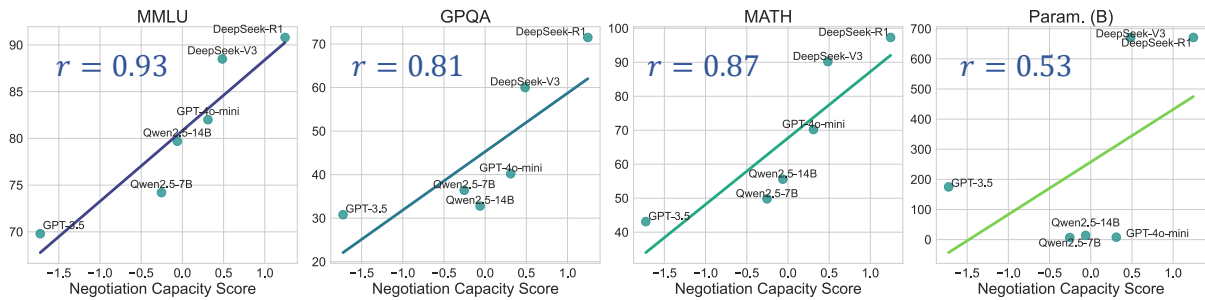 MMLU
90
85
80
75
70
r = 0.93
DeepSeek-R1
DeepSeek-V3
GPT-4o-mini
Qwen2.5-14B
Qwen2.5-7B
GPT-3.5
−1.5 −1.0 −0.5 0.0 0.5 1.0
Negotiation Capacity Score
GPQA
70
60
50
40
30
20
r = 0.81
DeepSeek-R1
DeepSeek-V3
GPT-4o-mini
Qwen2.5-7B
Qwen2.5-14B
GPT-3.5
−1.5 −1.0 −0.5 0.0 0.5 1.0
Negotiation Capacity Score
MATH
100
90
80
70
60
50
40
r = 0.87
DeepSeek-R1
DeepSeek-V3
GPT-4o-mini
Qwen2.5-14B
Qwen2.5-7B
GPT-3.5
−1.5 −1.0 −0.5 0.0 0.5 1.0
Negotiation Capacity Score
Param. (B)
700
600
500
400
300
200
100
0
r = 0.53
DeepSeek-V3
DeepSeek-R1
GPT-3.5
Qwen2.5-14B
Qwen2.5-7B
GPT-4o-mini
−1.5 −1.0 −0.5 0.0 0.5 1.0
Negotiation Capacity Score